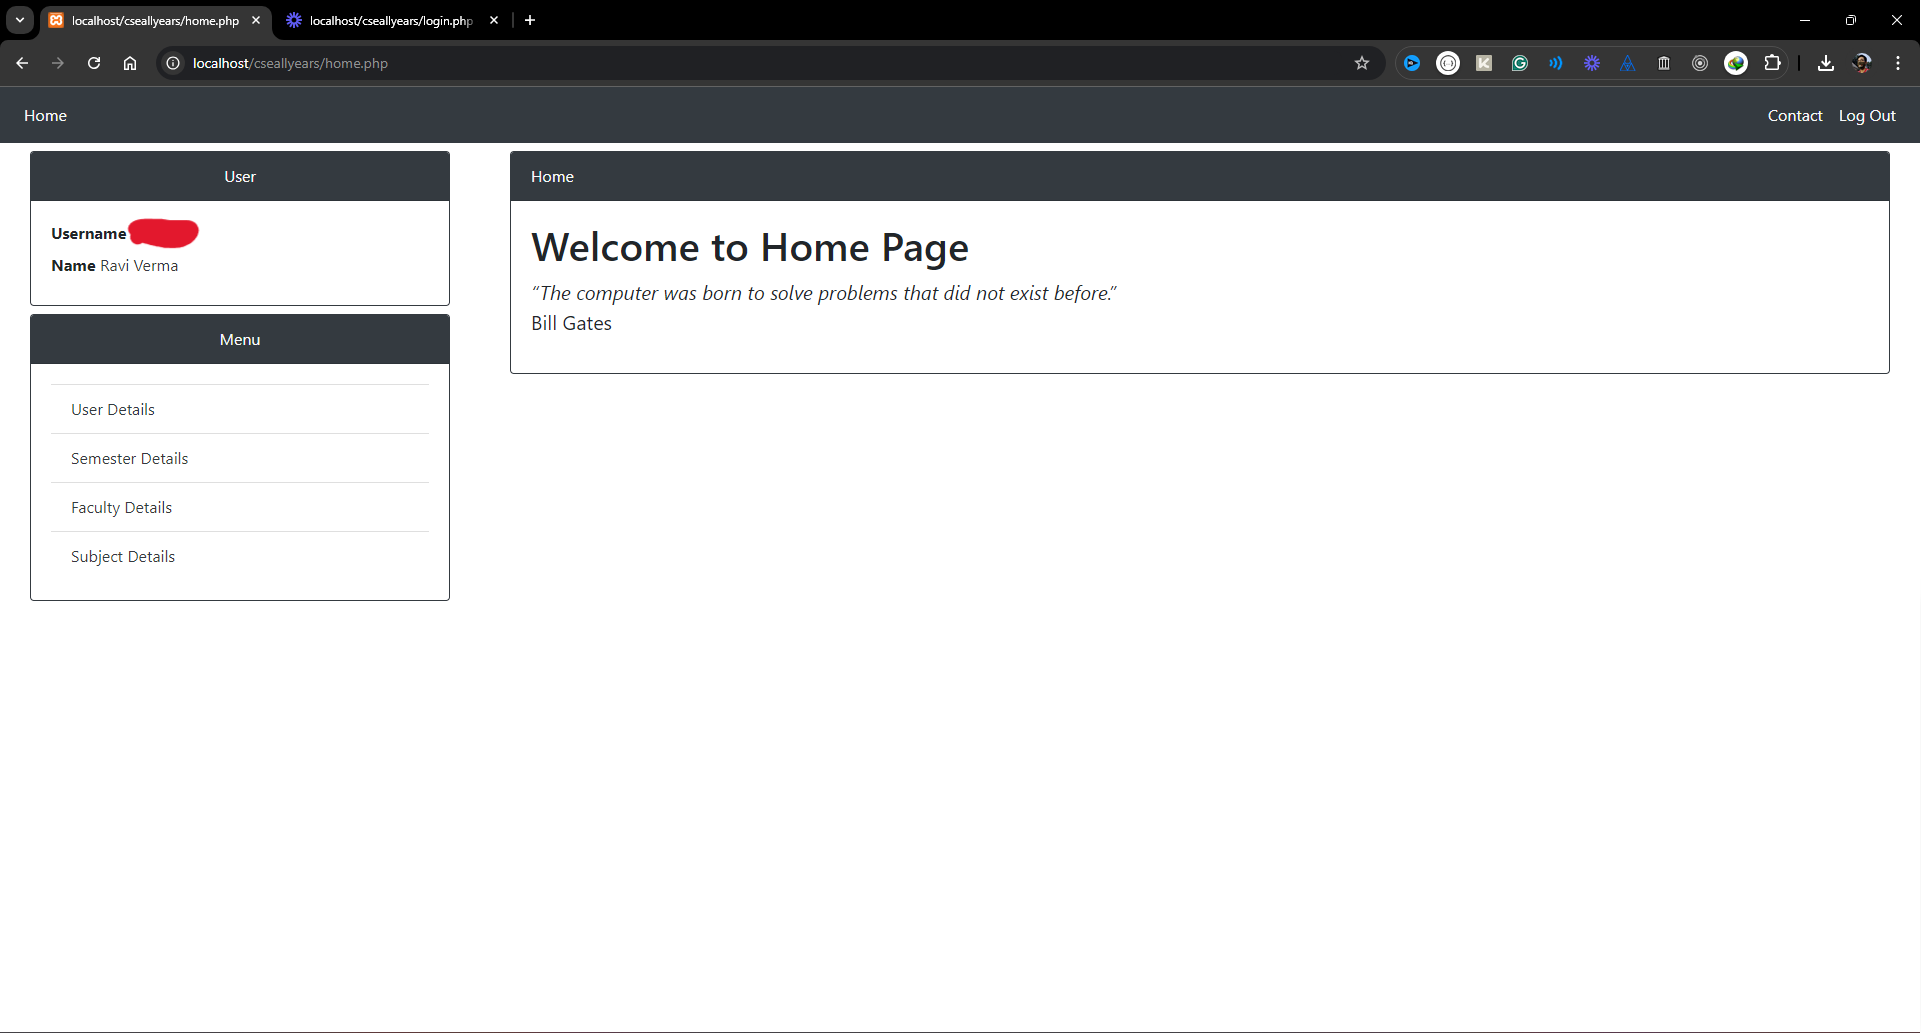 localhost/cseallyears/home.php
localhost/cseallyears/login.php
localhost/cseallyears/home.php
Home
Contact
Log Out
User
Username
Name Ravi Verma
Menu
User Details
Semester Details
Faculty Details
Subject Details
Home
Welcome to Home Page
“The computer was born to solve problems that did not exist before.”
Bill Gates